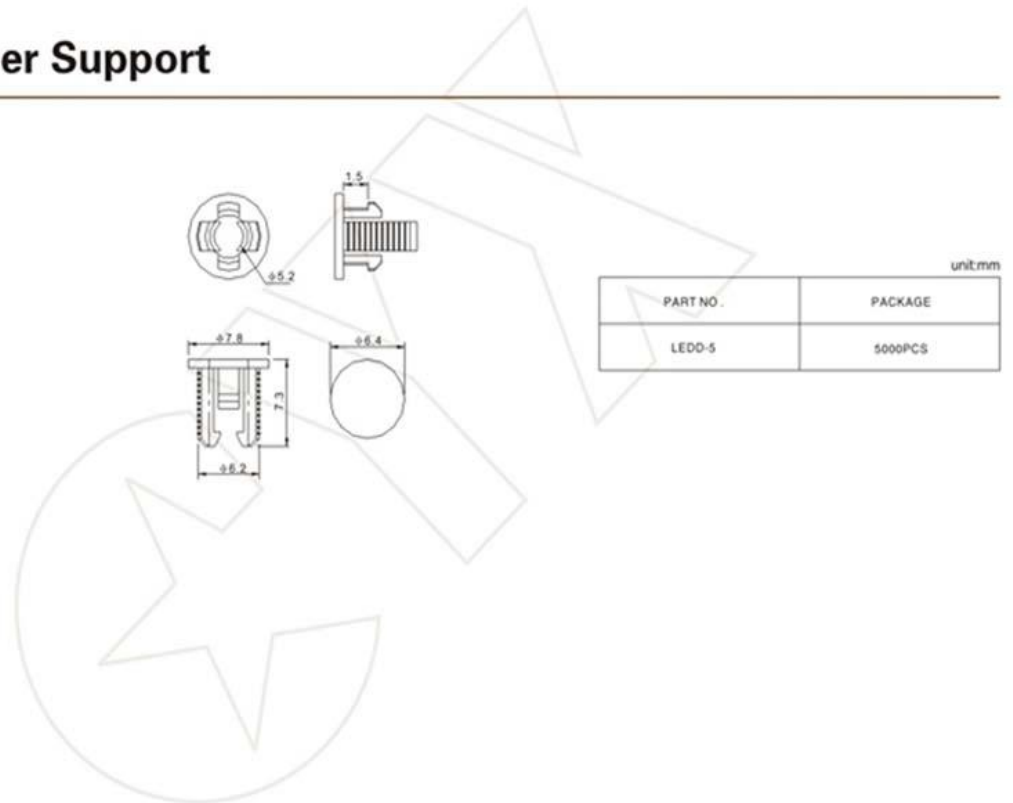 er Support
1.5
ϕ5.2
unit:mm
PART NO. PACKAGE
LEDD-5 5000PCS
ϕ7.8
ϕ6.4
7.3
ϕ6.2